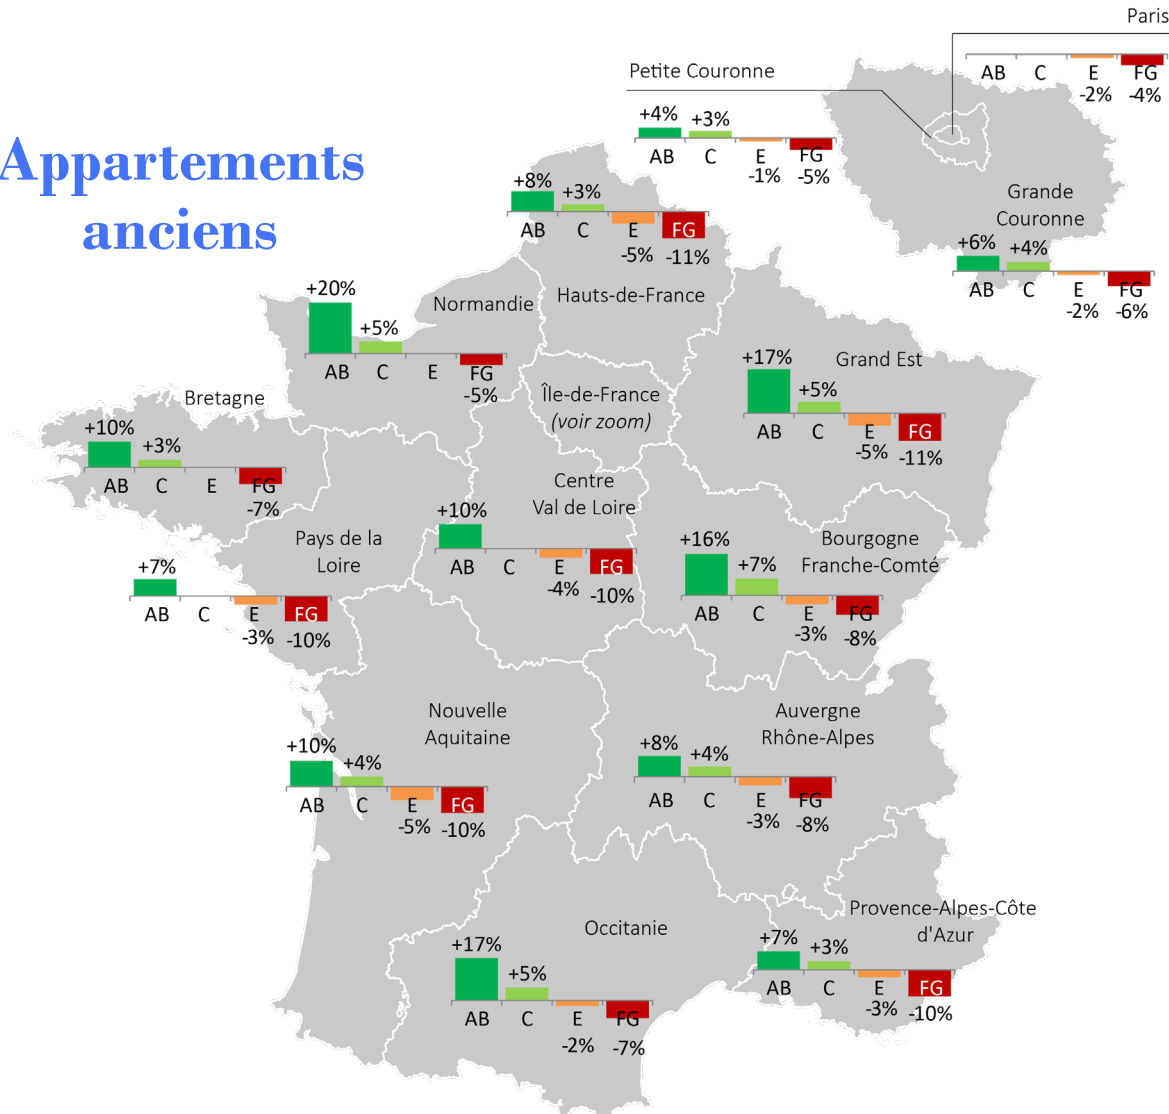 Paris
AB C E FG
-2% -4%
Petite Couronne
+4% +3%
AB C E FG
-1% -5%
Grande
Couronne
+6% +4%
AB C E FG
-2% -6%
Appartements
anciens
+8% +3%
AB C E FG
-5% -11%
Hauts-de-France
Normandie
+20%
+5%
AB C E FG
-5%
Île-de-France
(voir zoom)
Grand Est
+17%
+5%
AB C E FG
-5% -11%
Bretagne
+10%
+3%
AB C E FG
-7%
Centre
Val de Loire
+10%
AB C E FG
-4% -10%
Pays de la
Loire
+7%
AB C E FG
-3% -10%
Bourgogne
Franche-Comté
+16%
+7%
AB C E FG
-3% -8%
Nouvelle
Aquitaine
+10%
+4%
AB C E FG
-5% -10%
Auvergne
Rhône-Alpes
+8%
+4%
AB C E FG
-3% -8%
Occitanie
+17%
+5%
AB C E FG
-2% -7%
Provence-Alpes-Côte
d'Azur
+7%
+3%
AB C E FG
-3% -10%